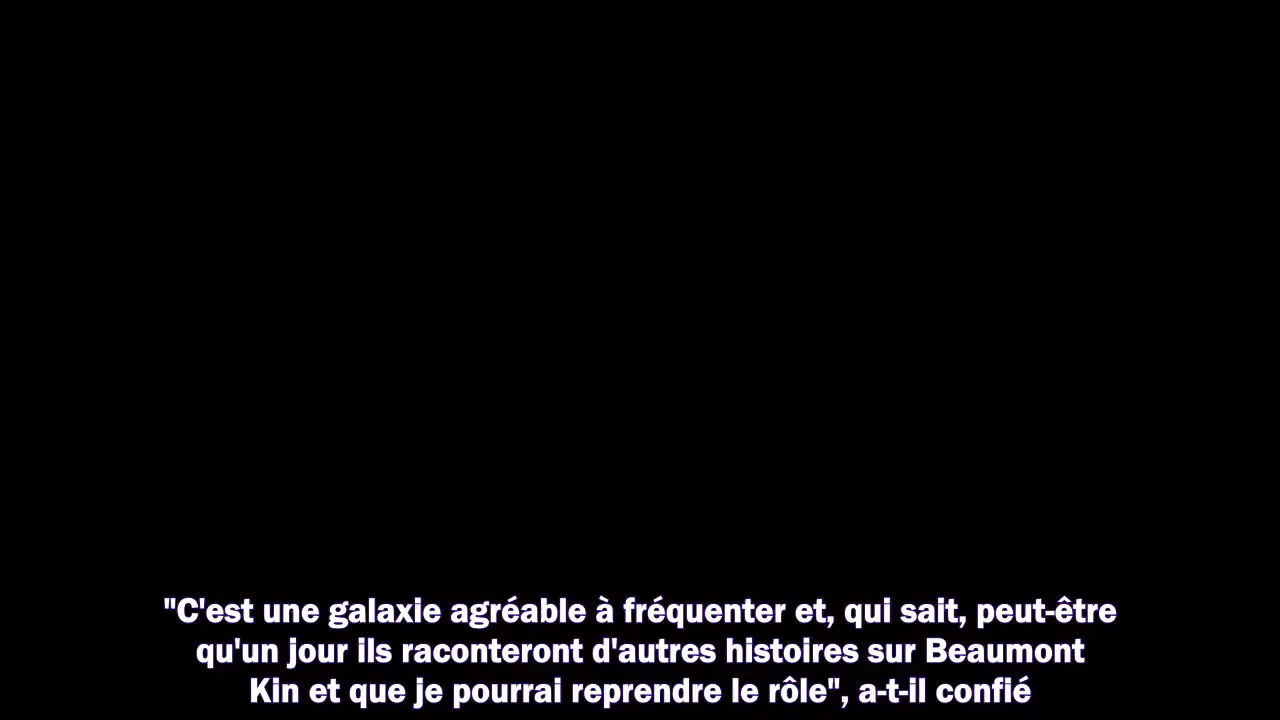 "C'est une galaxie agréable à fréquenter et, qui sait, peut-être
qu'un jour ils raconteront d'autres histoires sur Beaumont
Kin et que je pourrai reprendre le rôle", a-t-il confié